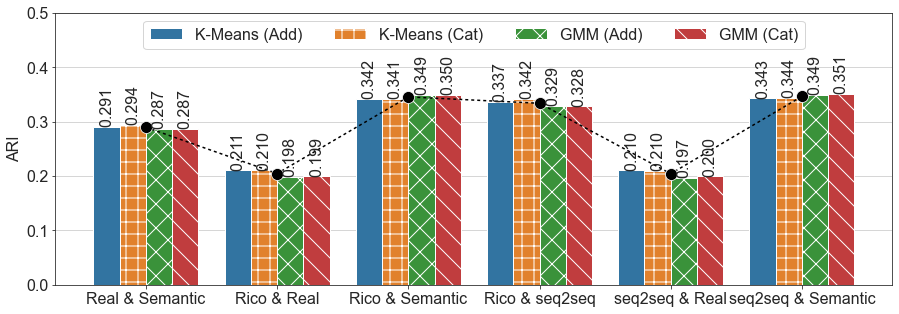 K-Means (Add) K-Means (Cat) GMM (Add) GMM (Cat)
ARI
0.5
0.4
0.3
0.2
0.1
0.0
0.291 0.294 0.287 0.287
0.211 0.210 0.198 0.199
0.342 0.341 0.349 0.350
0.337 0.342 0.329 0.328
0.210 0.210 0.197 0.200
0.343 0.344 0.349 0.351
Real & Semantic Rico & Real Rico & Semantic Rico & seq2seq seq2seq & Real seq2seq & Semantic